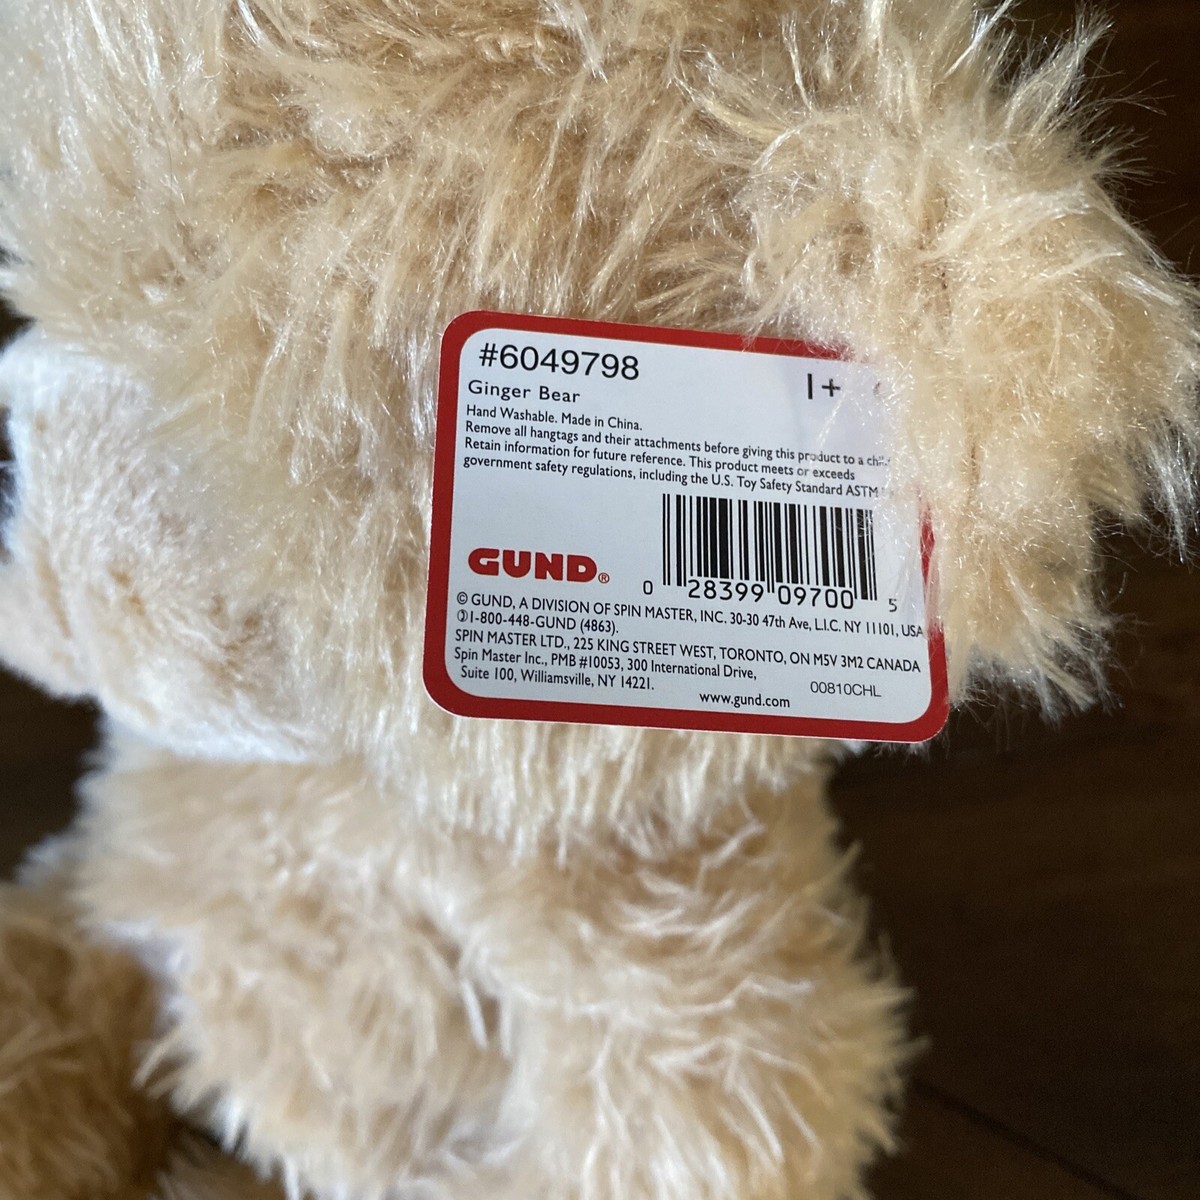 #6049798
1+
Ginger Bear
Hand Washable. Made in China.
Remove all hangtags and their attachments before giving this product to a
Retain information for future reference. This product meets or exceeds
government safety regulations, including the U.S. Toy Safety Standard ASTM
GUND®
0 28399 09700 5
© GUND, A DIVISION OF SPIN MASTER, INC. 30-30 47th Ave, L.I.C. NY 11101, USA
1-800-448-GUND (4863).
SPIN MASTER LTD., 225 KING STREET WEST, TORONTO, ON M5V 3M2 CANADA
Spin Master Inc., PMB #10053, 300 International Drive,
Suite 100, Williamsville, NY 14221.
00810CHL
www.gund.com